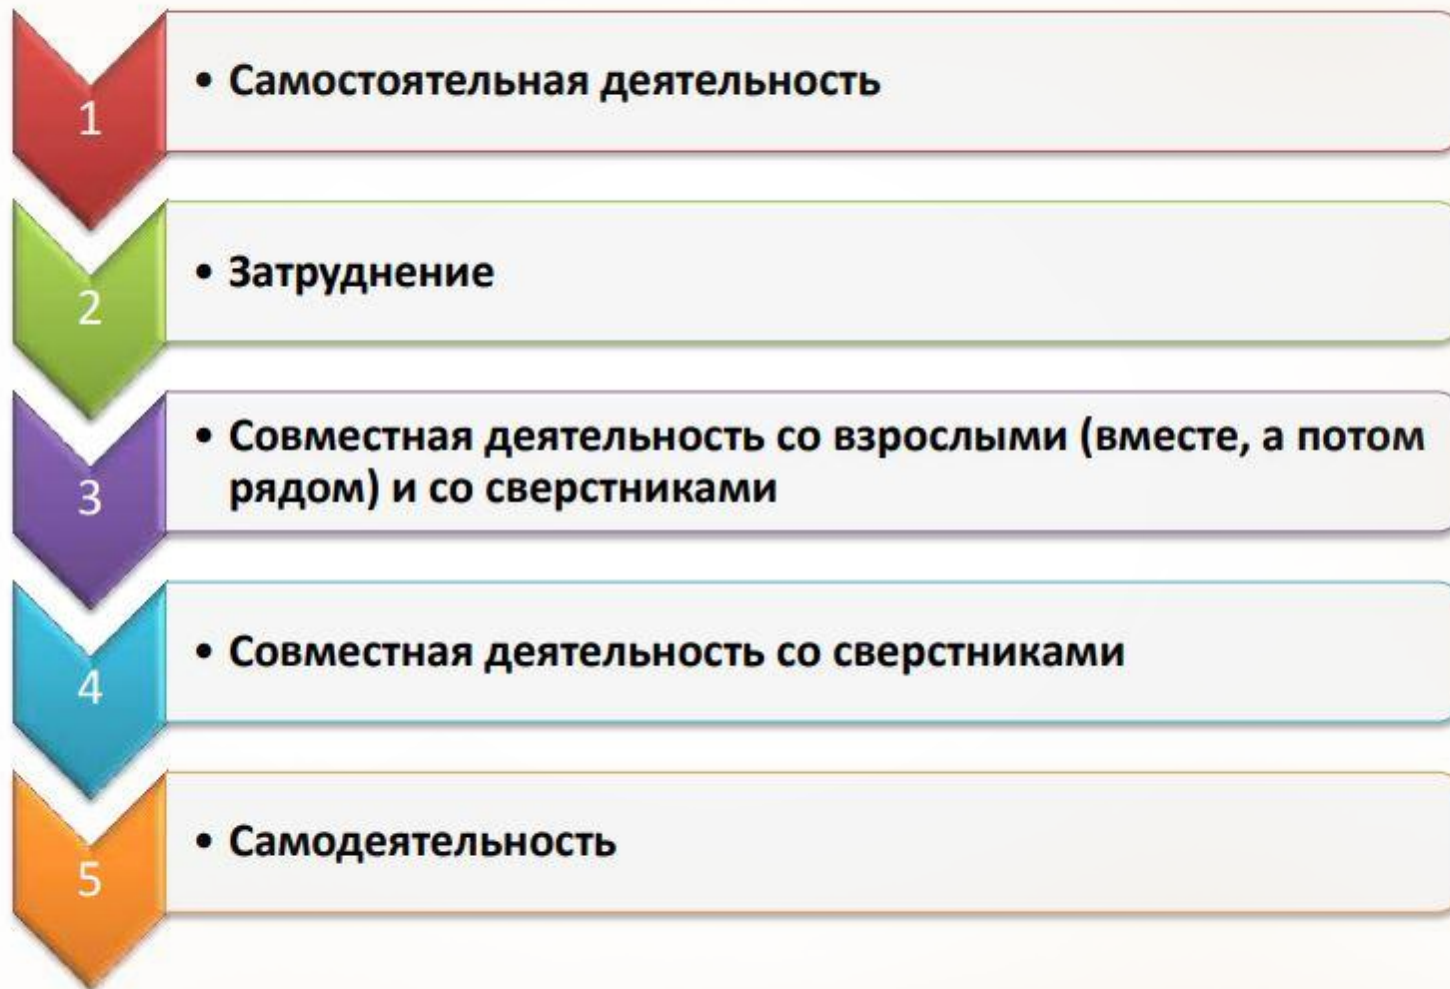 1
• Самостоятельная деятельность
2
• Затруднение
3
• Совместная деятельность со взрослыми (вместе, а потом
рядом) и со сверстниками
4
• Совместная деятельность со сверстниками
5
• Самодеятельность